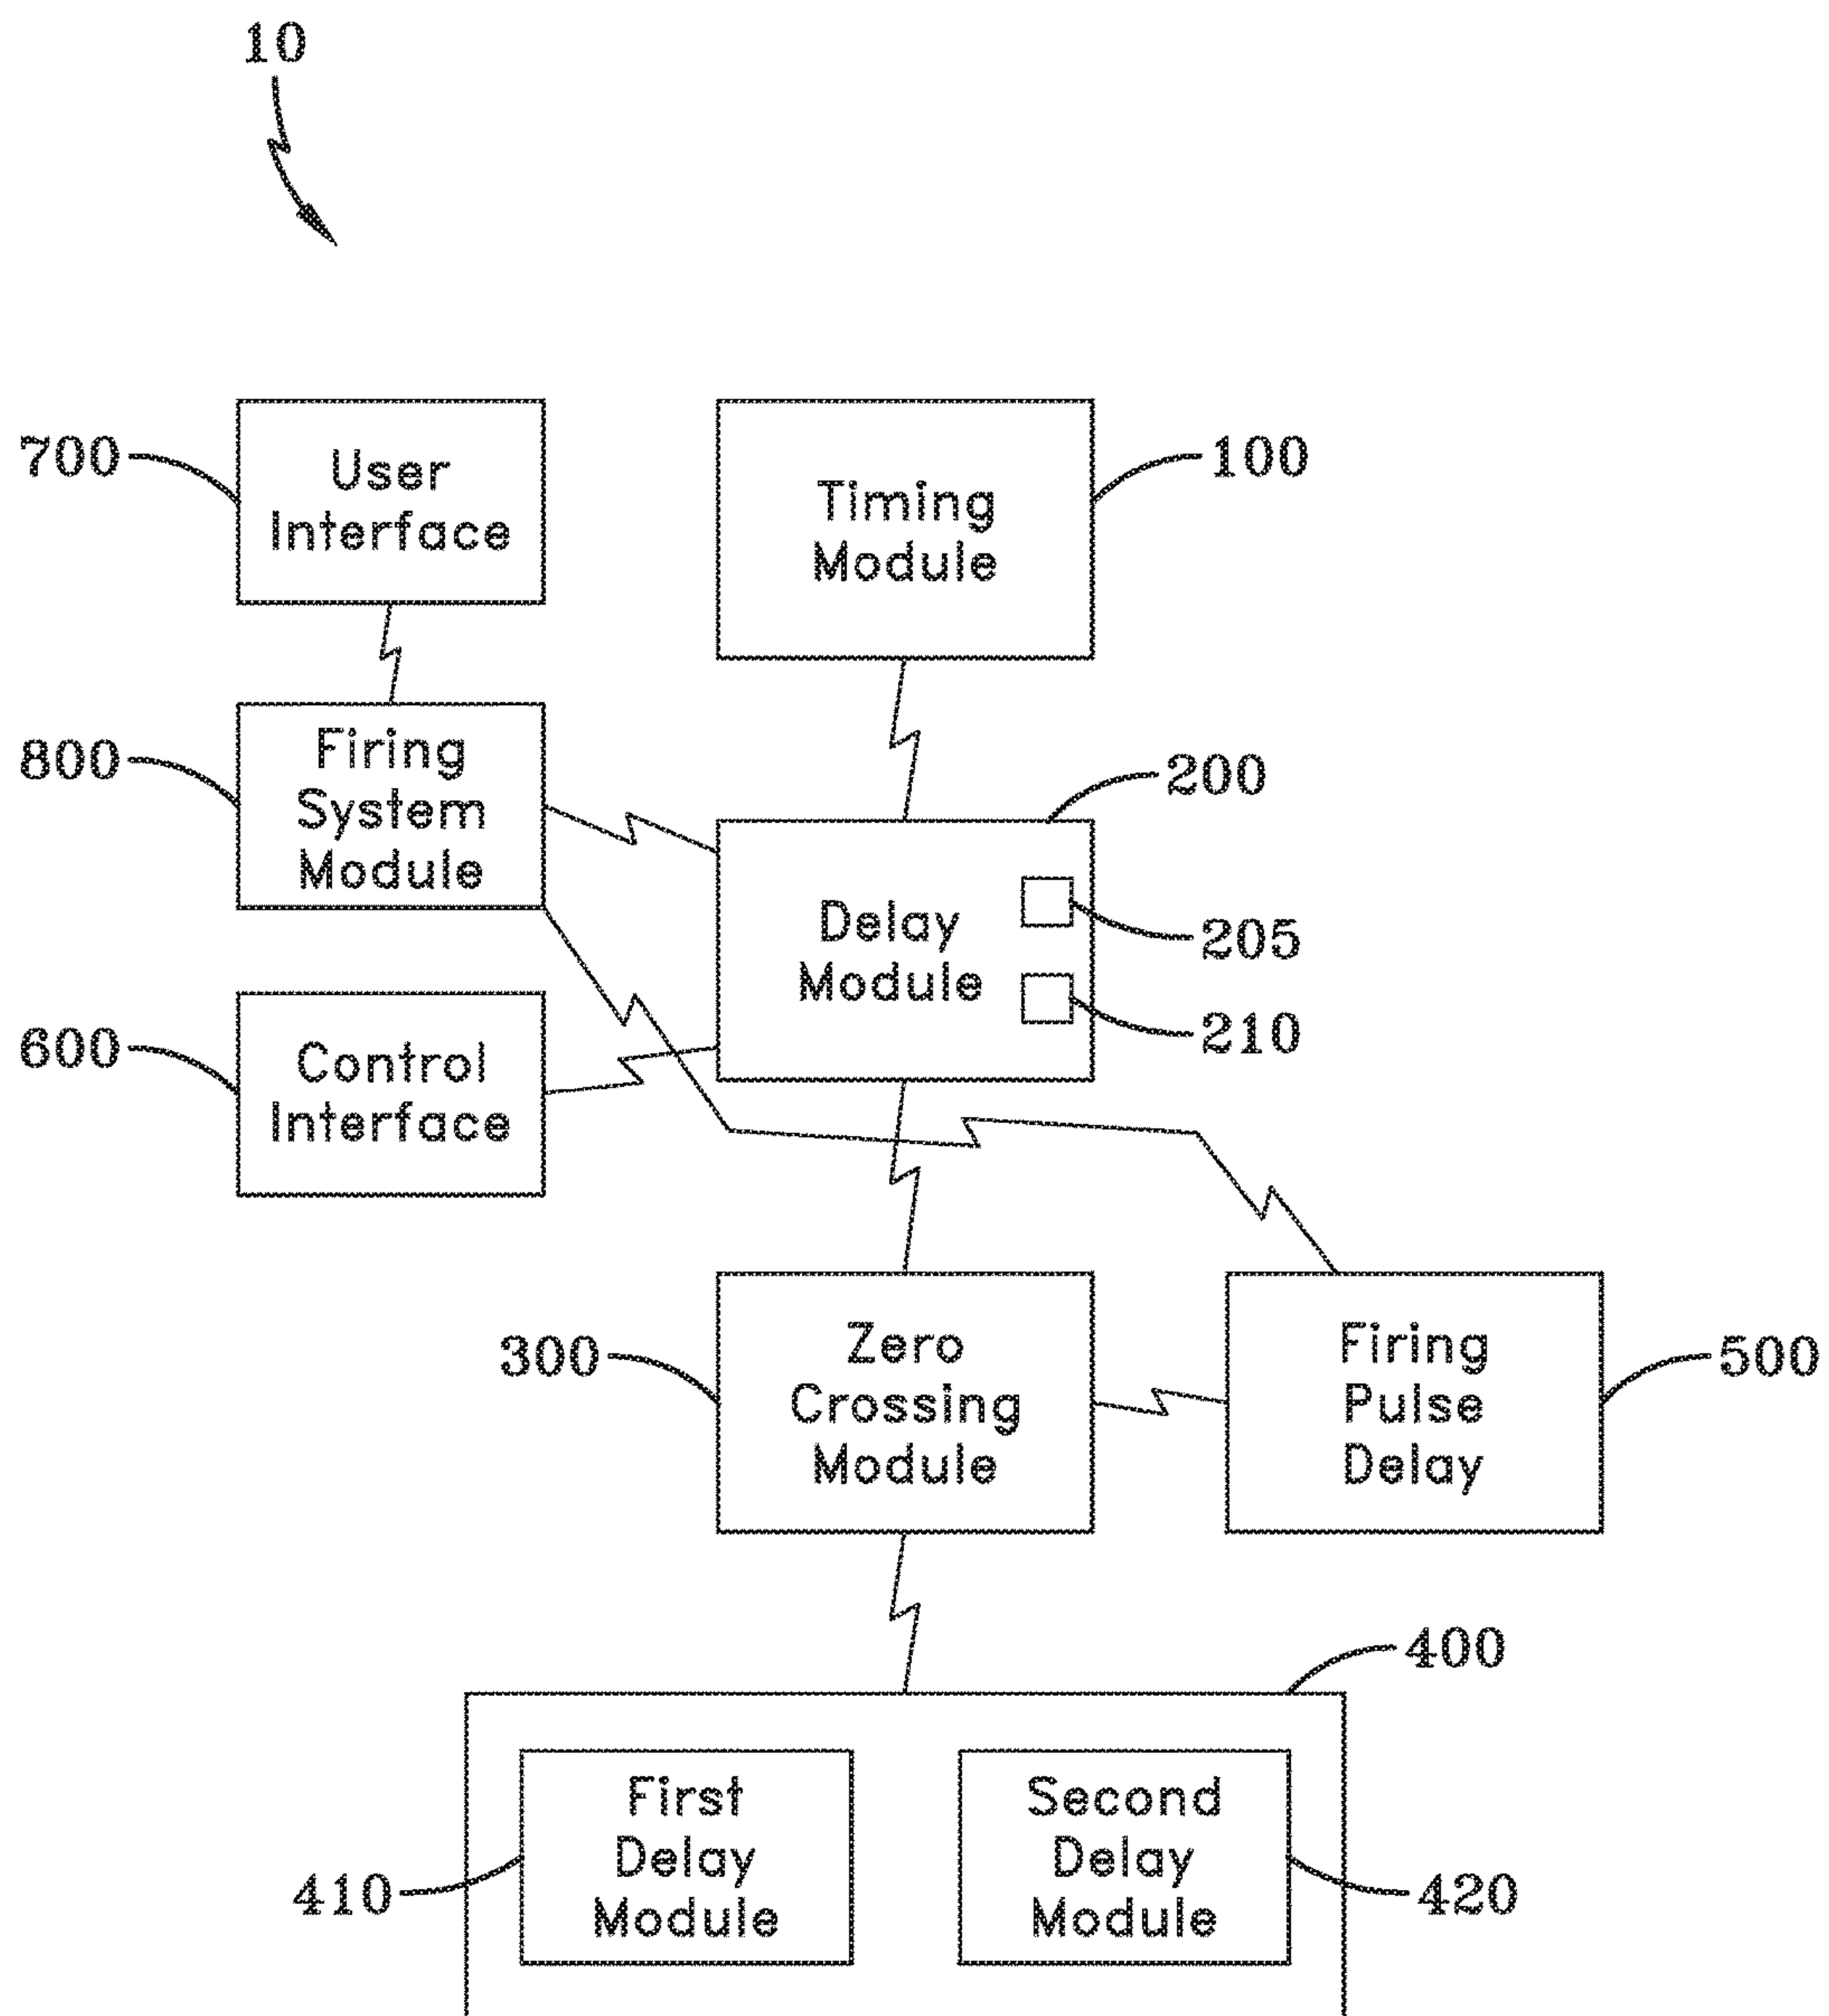 10
700
User
Interface
Timing
Module
100
800
Firing
System
Module
200
Delay
Module
205
210
600
Control
Interface
300
Zero
Crossing
Module
Firing
Pulse
Delay
500
400
410
First
Delay
Module
Second
Delay
Module
420